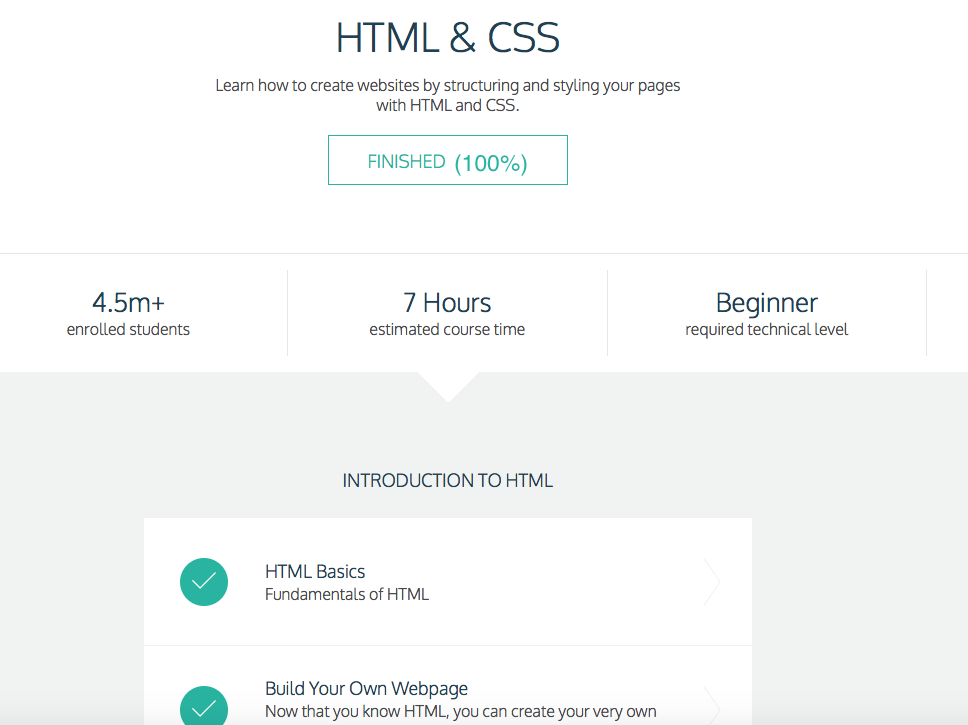 HTML & CSS
Learn how to create websites by structuring and styling your pages
with HTML and CSS.
FINISHED (100%)
4.5m+
enrolled students
7 Hours
estimated course time
Beginner
required technical level
INTRODUCTION TO HTML
HTML Basics
Fundamentals of HTML
Build Your Own Webpage
Now that you know HTML, you can create your very own